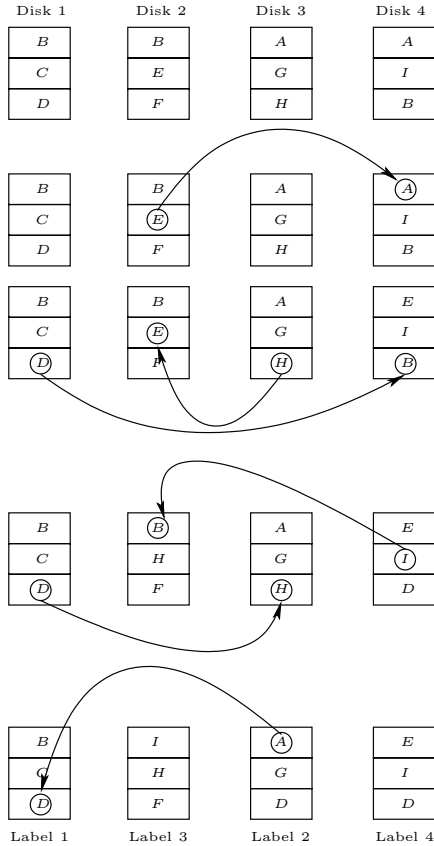 Disk 1 Disk 2 Disk 3 Disk 4
B B A A
C E G I
D F H B
B B A A
C E G I
D F H B
B B A E
C E G I
D F H B
B B A E
C H G I
D F H D
B I A E
C H G I
D F D D
Label 1 Label 3 Label 2 Label 4